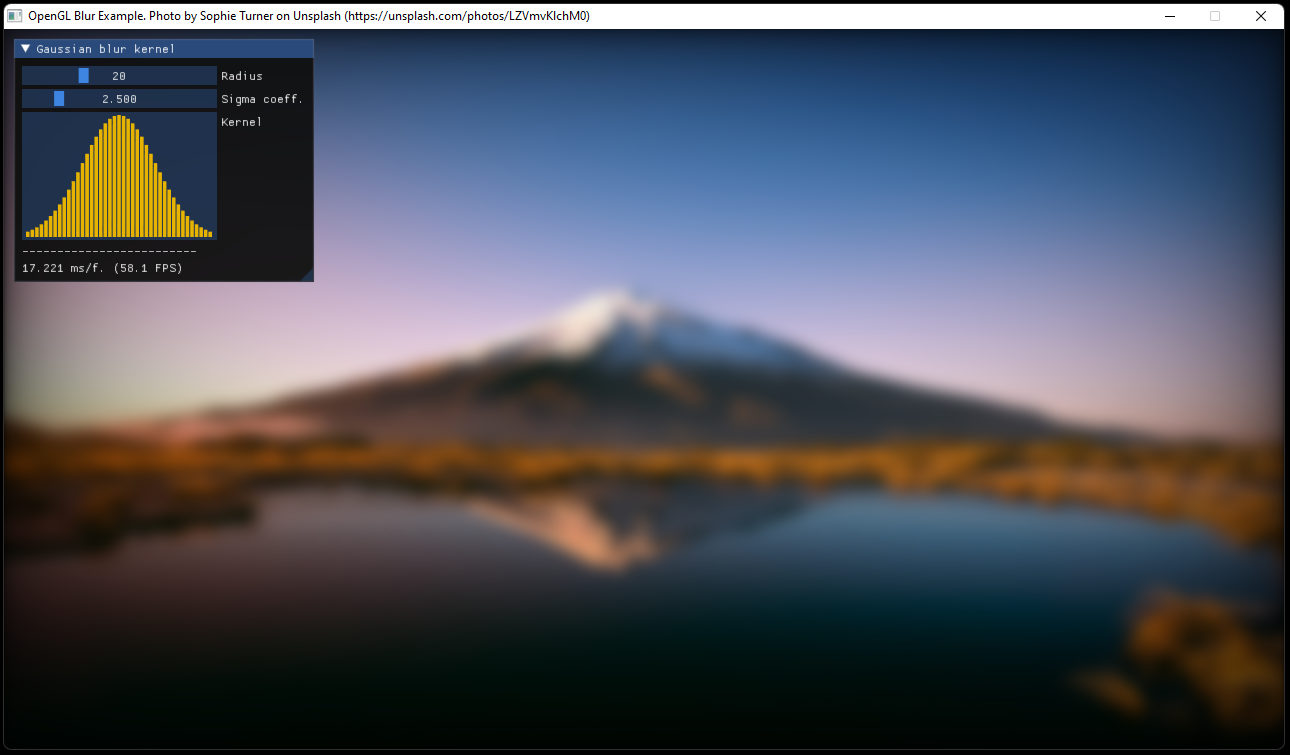 OpenGL Blur Example. Photo by Sophie Turner on Unsplash (https://unsplash.com/photos/LZVmvKlchM0)
Gaussian blur kernel
20 Radius
2.500 Sigma coeff.
Kernel
-------------------------
17.221 ms/f. (58.1 FPS)